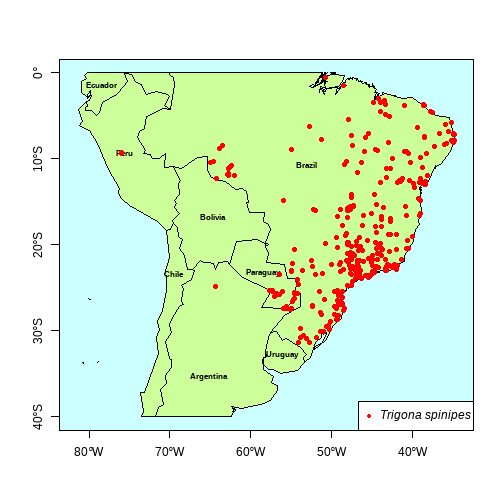 0°
10°S
20°S
30°S
40°S
Ecuador
Peru
Brazil
Bolivia
Chile
Paraguay
Uruguay
Argentina
Trigona spinipes
80°W
70°W
60°W
50°W
40°W